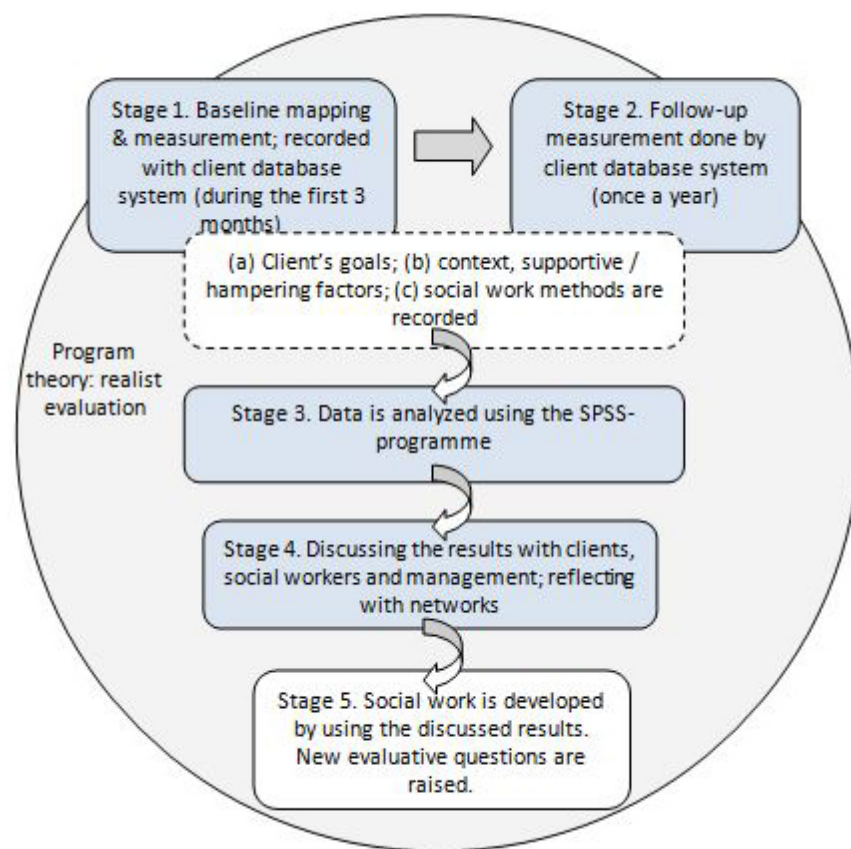 Stage 1. Baseline mapping
& measurement; recorded
with client database
system (during the first 3
months)
Stage 2. Follow-up
measurement done by
client database system
(once a year)
(a) Client's goals; (b) context, supportive /
hampering factors; (c) social work methods are
recorded
Program
theory: realist
evaluation
Stage 3. Data is analyzed using the SPSS-
programme
Stage 4. Discussing the results with clients,
social workers and management; reflecting
with networks
Stage 5. Social work is developed
by using the discussed results.
New evaluative questions are
raised.